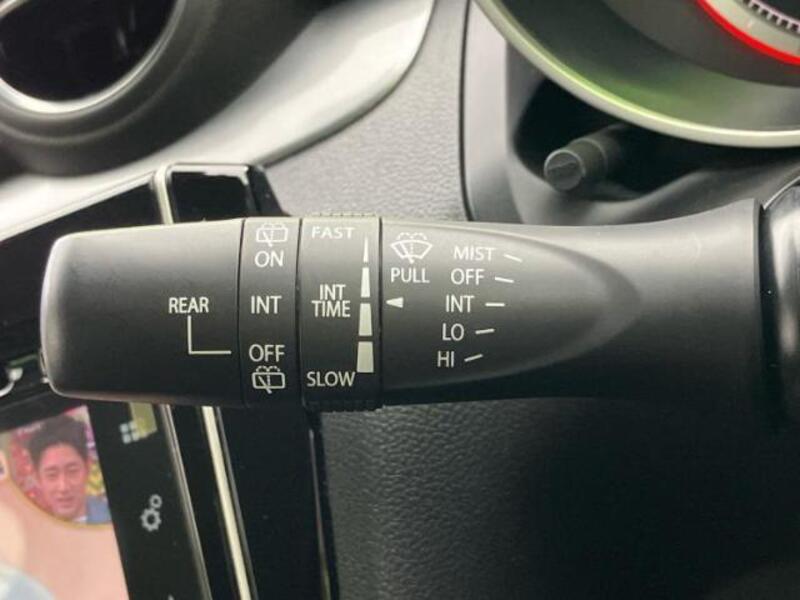 REAR
ON
INT
OFF
FAST
INT
TIME
SLOW
PULL
MIST
OFF
INT
LO
HI